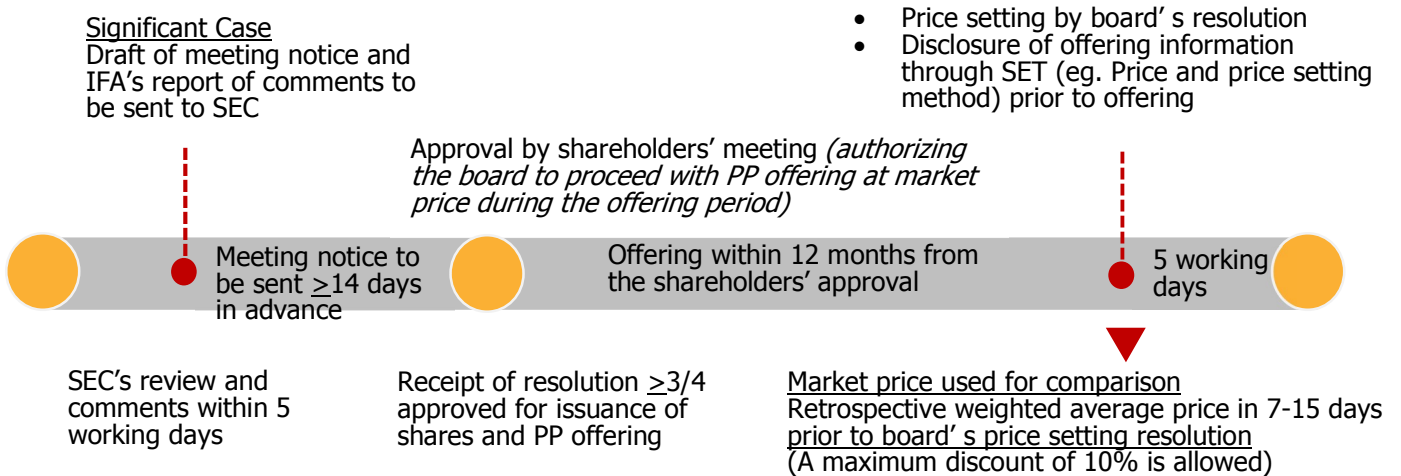 Significant Case
Draft of meeting notice and
IFA's report of comments to
be sent to SEC
• Price setting by board' s resolution
• Disclosure of offering information
through SET (eg. Price and price setting
method) prior to offering
Approval by shareholders' meeting (authorizing
the board to proceed with PP offering at market
price during the offering period)
Meeting notice to
be sent >14 days
in advance
Offering within 12 months from
the shareholders' approval
5 working
days
SEC's review and
comments within 5
working days
Receipt of resolution >3/4
approved for issuance of
shares and PP offering
Market price used for comparison
Retrospective weighted average price in 7-15 days
prior to board' s price setting resolution
(A maximum discount of 10% is allowed)